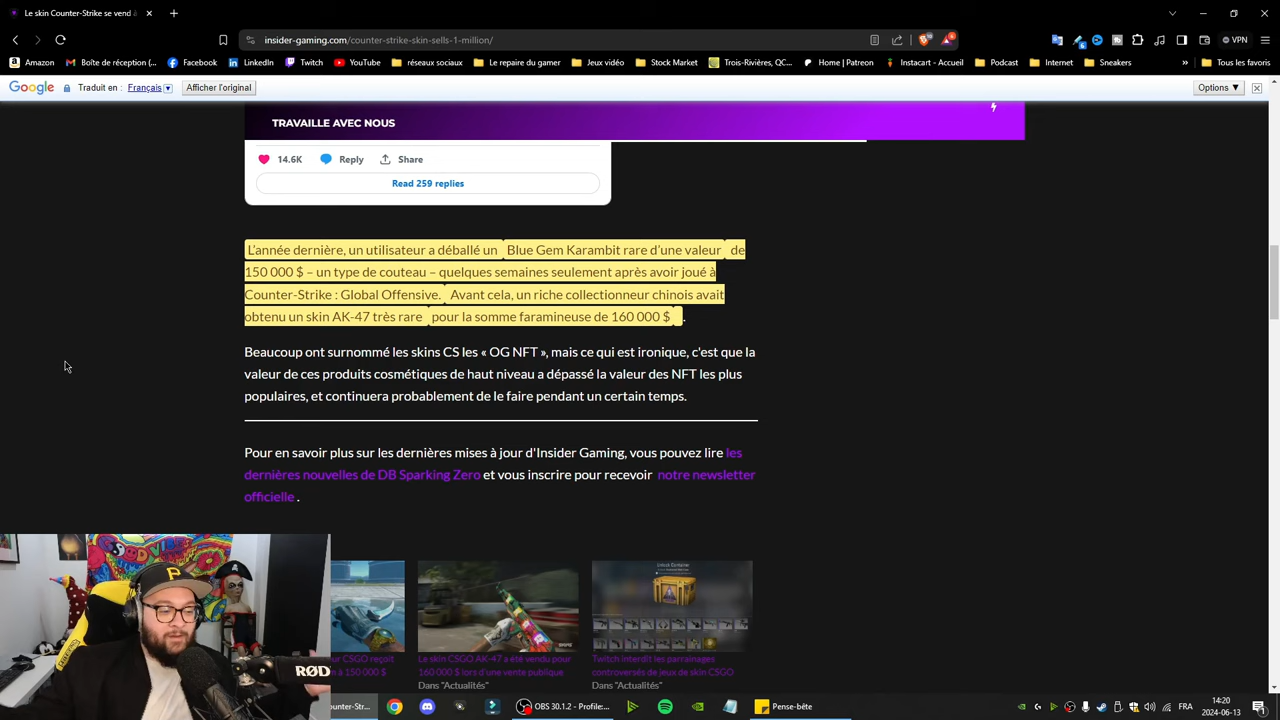 Le skin Counter-Strike se vend à
insider-gaming.com/counter-strike-skin-sells-1-million/
VPN
Amazon
Boîte de réception (...
Facebook
LinkedIn
Twitch
YouTube
réseaux sociaux
Le repaire du gamer
Jeux vidéo
Stock Market
Trois-Rivières, QC...
Home | Patreon
Instacart - Accueil
Podcast
Internet
Sneakers
»
Tous les favoris
Google
Traduit en :
Français
Afficher l'original
Options ▼
TRAVAILLE AVEC NOUS
14.6K
Reply
Share
Read 259 replies
L'année dernière, un utilisateur a déballé un Blue Gem Karambit rare d'une valeur de
150 000 $ – un type de couteau – quelques semaines seulement après avoir joué à
Counter-Strike : Global Offensive. Avant cela, un riche collectionneur chinois avait
obtenu un skin AK-47 très rare pour la somme faramineuse de 160 000 $ .
Beaucoup ont surnommé les skins CS les « OG NFT », mais ce qui est ironique, c'est que la
valeur de ces produits cosmétiques de haut niveau a dépassé la valeur des NFT les plus
populaires, et continuera probablement de le faire pendant un certain temps.
Pour en savoir plus sur les dernières mises à jour d'Insider Gaming, vous pouvez lire les
dernières nouvelles de DB Sparking Zero et vous inscrire pour recevoir notre newsletter
officielle .
ur CSGO reçoit
à 150 000 $
Le skin CSGO AK-47 a été vendu pour
160 000 $ lors d'une vente publique
Dans "Actualités"
Twitch interdit les parrainages
controversés de jeux de skin CSGO
Dans "Actualités"
RØD
ounter-Str...
OBS 30.1.2 - Profile:...
Pense-bête
FRA
14:20
2024-06-13